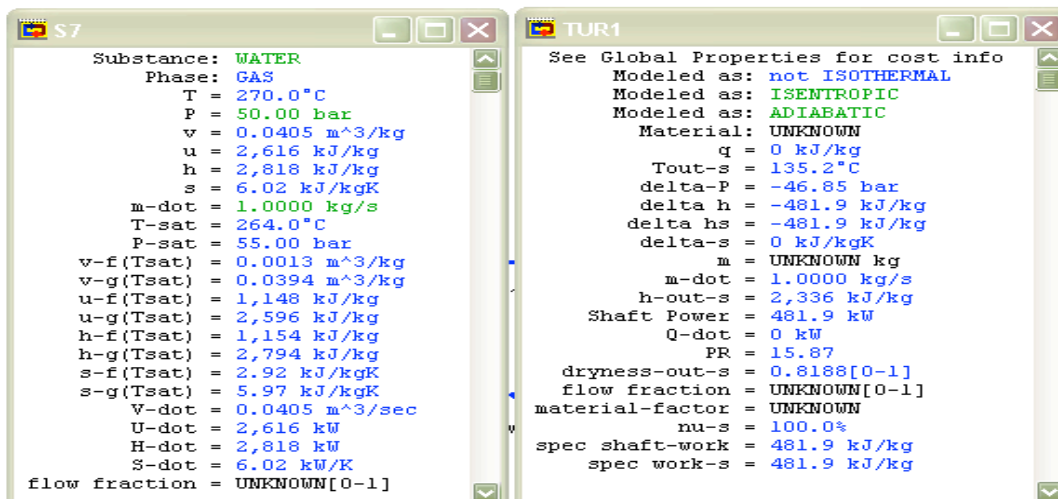 S7
Substance: WATER
Phase: GAS
T = 270.0°C
P = 50.00 bar
v = 0.0405 m^3/kg
u = 2,616 kJ/kg
h = 2,818 kJ/kg
s = 6.02 kJ/kgK
m-dot = 1.0000 kg/s
T-sat = 264.0°C
P-sat = 55.00 bar
v-f(Tsat) = 0.0013 m^3/kg
v-g(Tsat) = 0.0394 m^3/kg
u-f(Tsat) = 1,148 kJ/kg
u-g(Tsat) = 2,596 kJ/kg
h-f(Tsat) = 1,154 kJ/kg
h-g(Tsat) = 2,794 kJ/kg
s-f(Tsat) = 2.92 kJ/kgK
s-g(Tsat) = 5.97 kJ/kgK
V-dot = 0.0405 m^3/sec
U-dot = 2,616 kW
H-dot = 2,818 kW
S-dot = 6.02 kW/K
flow fraction = UNKNOWN[0-1]
TUR1
See Global Properties for cost info
Modeled as: not ISOTHERMAL
Modeled as: ISENTROPIC
Modeled as: ADIABATIC
Material: UNKNOWN
q = 0 kJ/kg
Tout-s = 135.2°C
delta-P = -46.85 bar
delta h = -481.9 kJ/kg
delta hs = -481.9 kJ/kg
delta-s = 0 kJ/kgK
m = UNKNOWN kg
m-dot = 1.0000 kg/s
h-out-s = 2,336 kJ/kg
Shaft Power = 481.9 kW
Q-dot = 0 kW
PR = 15.87
dryness-out-s = 0.8188[0-1]
flow fraction = UNKNOWN[0-1]
material-factor = UNKNOWN
nu-s = 100.0%
spec shaft-work = 481.9 kJ/kg
spec work-s = 481.9 kJ/kg